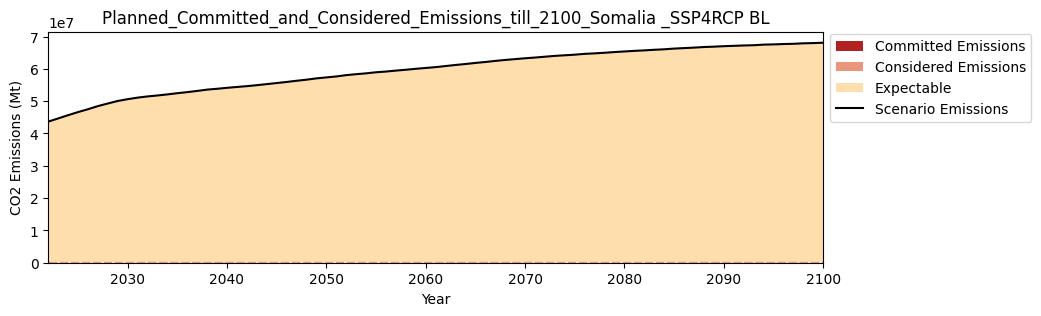 Planned_Committed_and_Considered_Emissions_till_2100_Somalia _SSP4RCP BL
1e7
7
6
5
4
3
2
1
0
CO2 Emissions (Mt)
2030 2040 2050 2060 2070 2080 2090 2100
Year
Committed Emissions
Considered Emissions
Expectable
Scenario Emissions